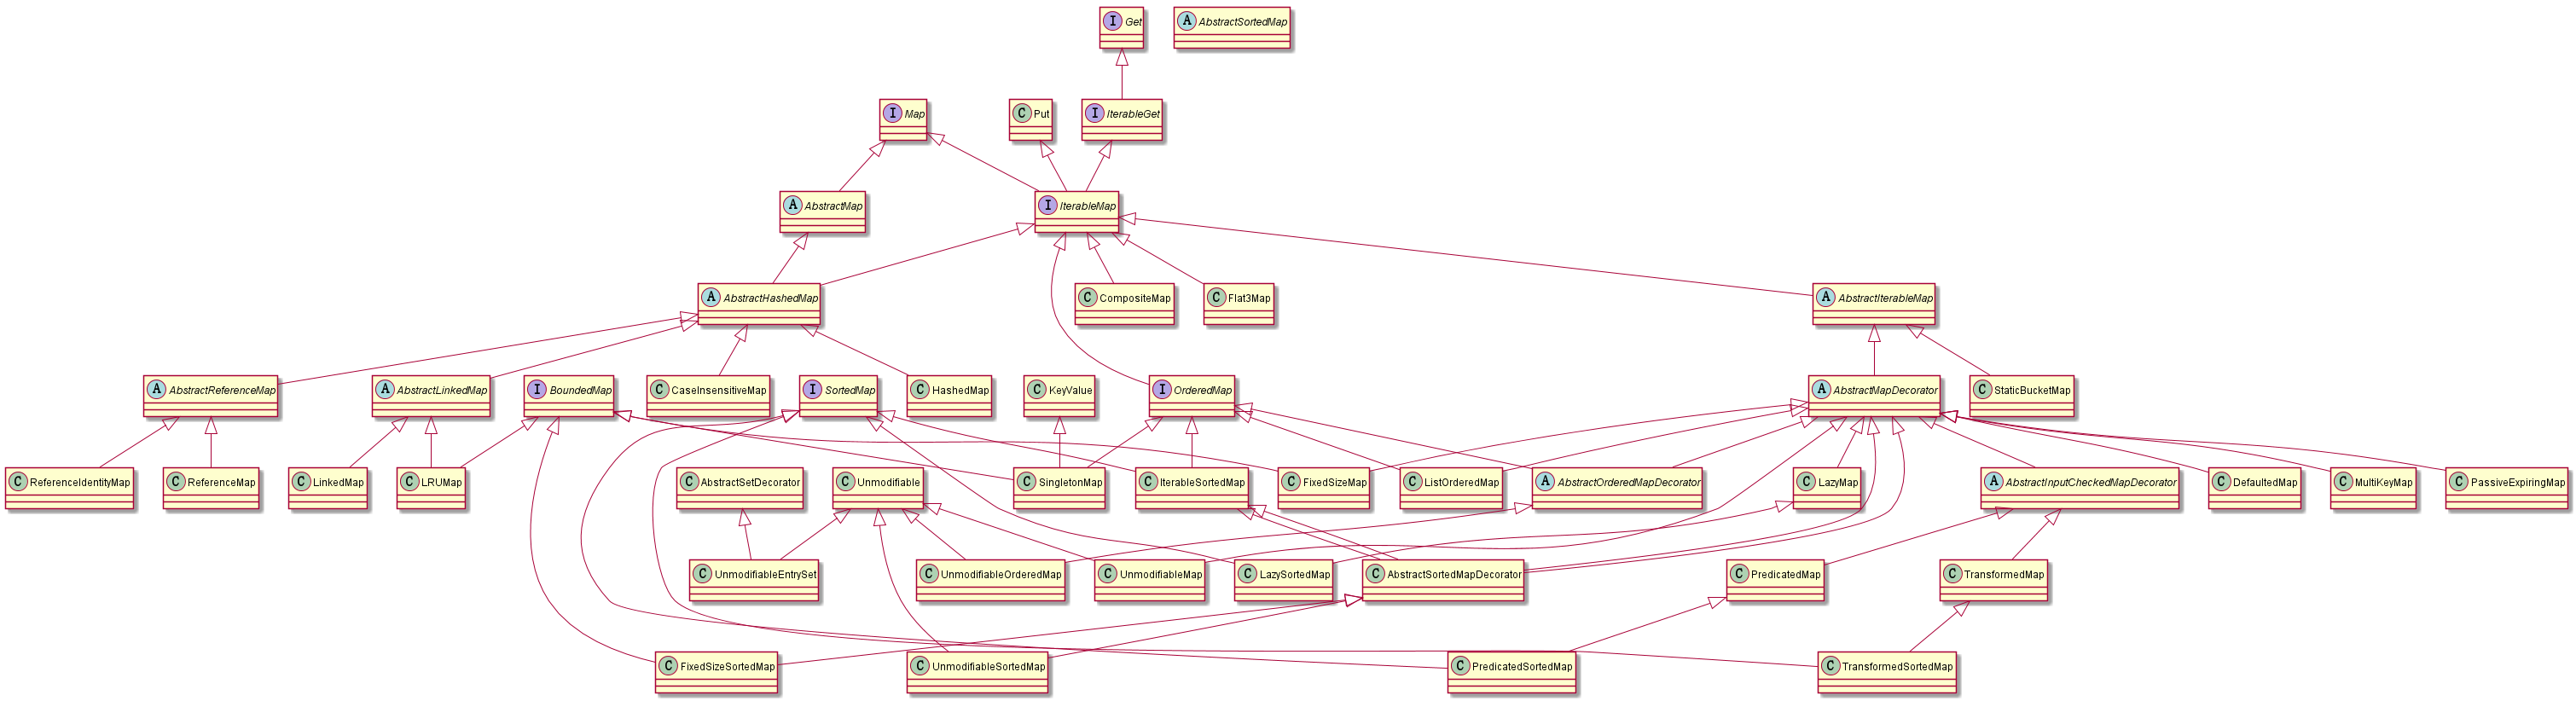 I Get
A AbstractSortedMap
I Map
C Put
I IterableGet
A AbstractMap
I IterableMap
A AbstractHashedMap
C CompositeMap
C Flat3Map
A AbstractIterableMap
A AbstractReferenceMap
A AbstractLinkedMap
I BoundedMap
C CaseInsensitiveMap
I SortedMap
C HashedMap
C KeyValue
I OrderedMap
A AbstractMapDecorator
C StaticBucketMap
C ReferenceIdentityMap
C ReferenceMap
C LinkedMap
C LRUMap
C AbstractSetDecorator
C Unmodifiable
C SingletonMap
C IterableSortedMap
C FixedSizeMap
C ListOrderedMap
A AbstractOrderedMapDecorator
C LazyMap
A AbstractInputCheckedMapDecorator
C DefaultedMap
C MultiKeyMap
C PassiveExpiringMap
C UnmodifiableEntrySet
C UnmodifiableOrderedMap
C UnmodifiableMap
C LazySortedMap
C AbstractSortedMapDecorator
C PredicatedMap
C TransformedMap
C FixedSizeSortedMap
C UnmodifiableSortedMap
C PredicatedSortedMap
C TransformedSortedMap